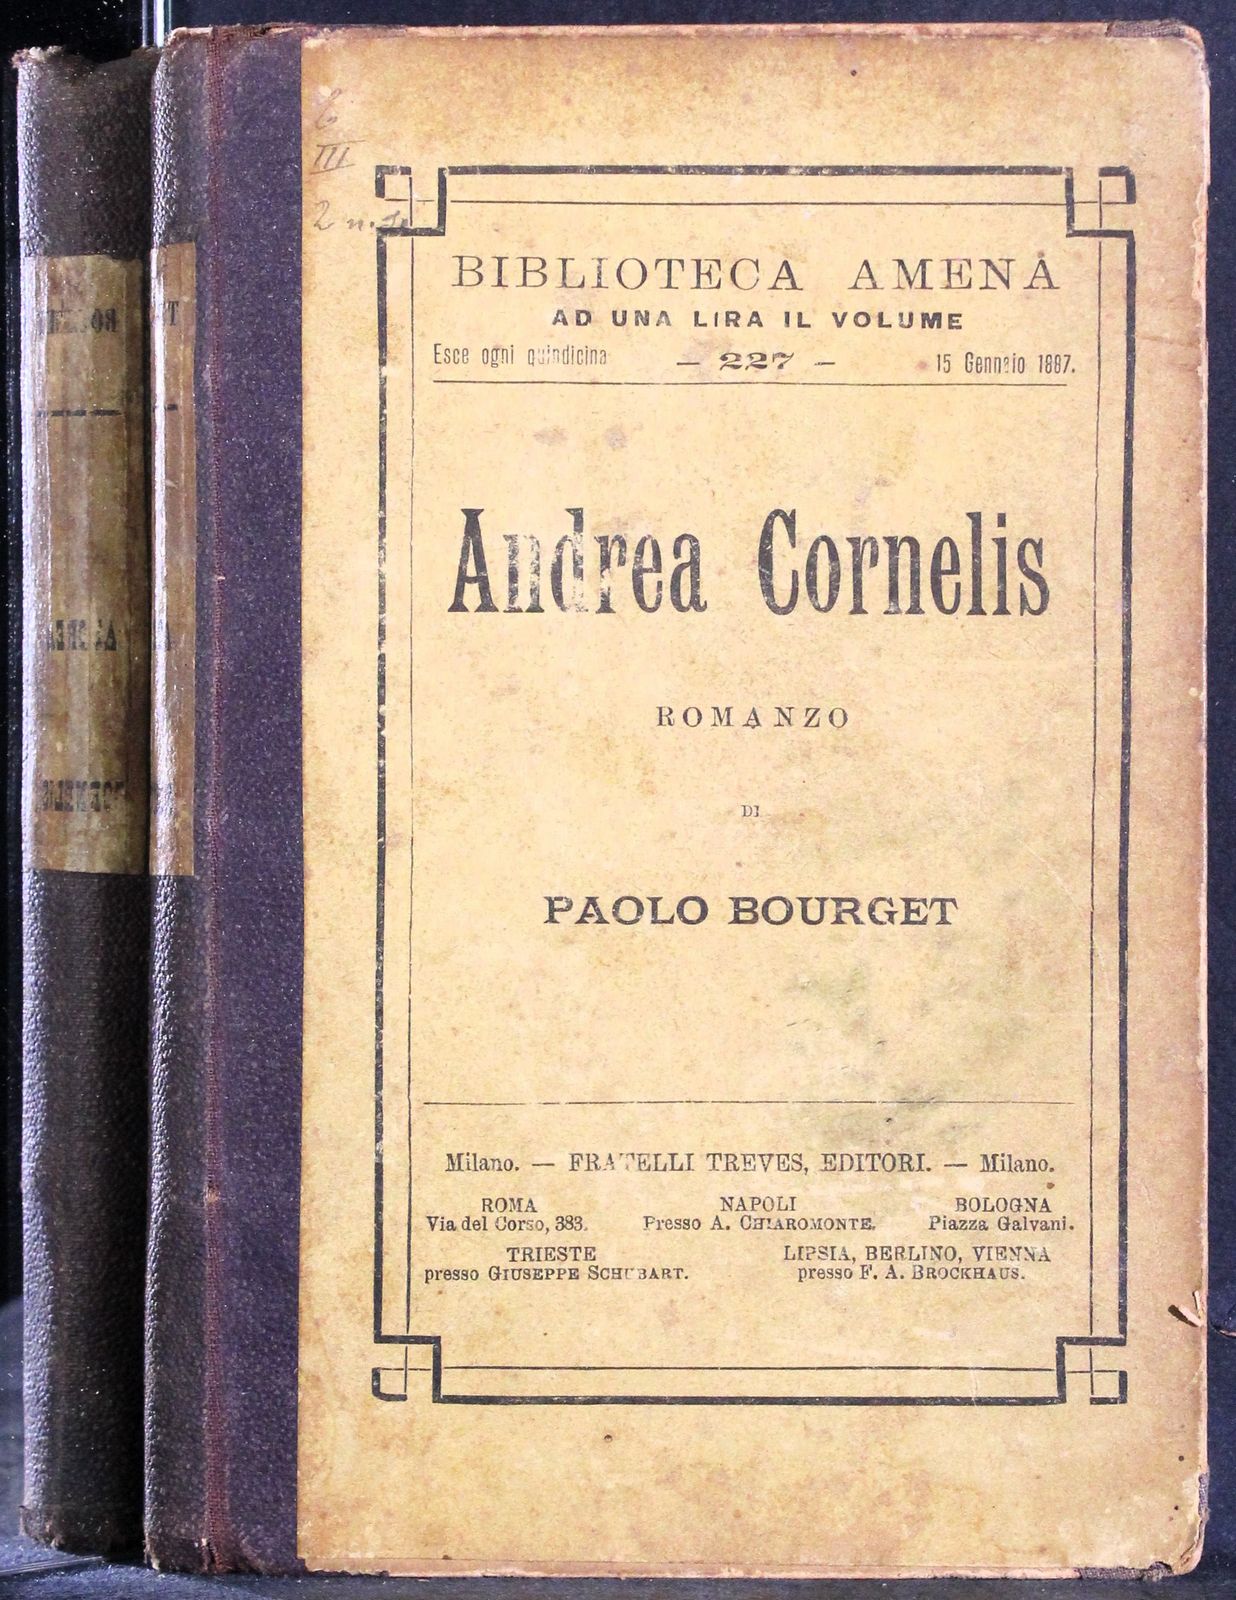 III
BIBLIOTECA AMENA
AD UNA LIRA IL VOLUME
Esce ogni quindicina — 227 — 15 Gennaio 1887.
Andrea Cornelis
ROMANZO
DI
PAOLO BOURGET
Milano. — FRATELLI TREVES, EDITORI. — Milano.
ROMA NAPOLI BOLOGNA
Via del Corso, 383. Presso A. CHIAROMONTE. Piazza Galvani.
TRIESTE LIPSIA, BERLINO, VIENNA
presso GIUSEPPE SCHUBART. presso F. A. BROCKHAUS.